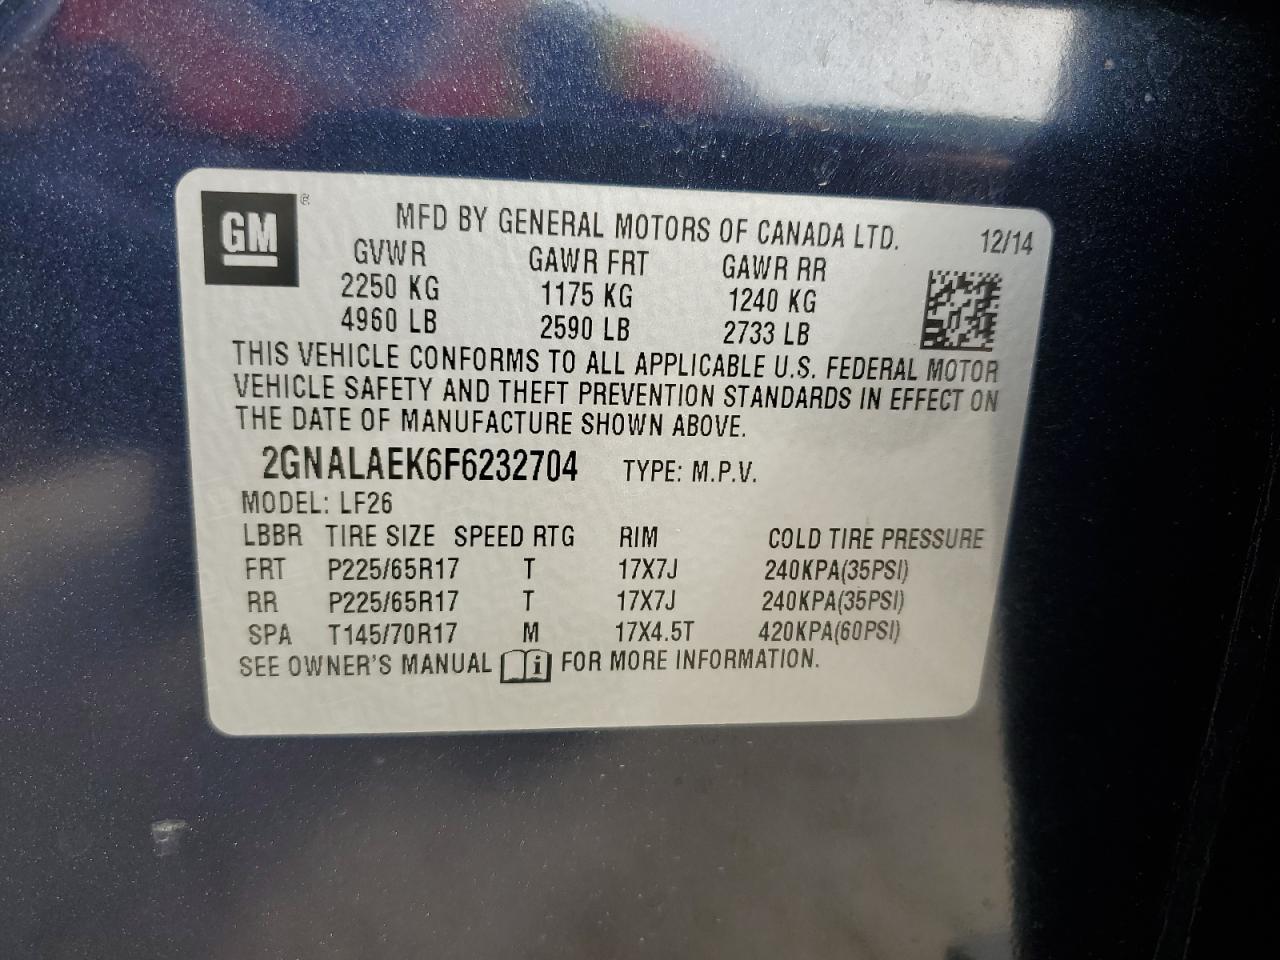 GM ®
MFD BY GENERAL MOTORS OF CANADA LTD. 12/14
GVWR GAWR FRT GAWR RR
2250 KG 1175 KG 1240 KG
4960 LB 2590 LB 2733 LB
THIS VEHICLE CONFORMS TO ALL APPLICABLE U.S. FEDERAL MOTOR
VEHICLE SAFETY AND THEFT PREVENTION STANDARDS IN EFFECT ON
THE DATE OF MANUFACTURE SHOWN ABOVE.
2GNALAEK6F6232704 TYPE: M.P.V.
MODEL: LF26
LBBR TIRE SIZE SPEED RTG RIM COLD TIRE PRESSURE
FRT P225/65R17 T 17X7J 240KPA(35PSI)
RR P225/65R17 T 17X7J 240KPA(35PSI)
SPA T145/70R17 M 17X4.5T 420KPA(60PSI)
SEE OWNER'S MANUAL i FOR MORE INFORMATION.